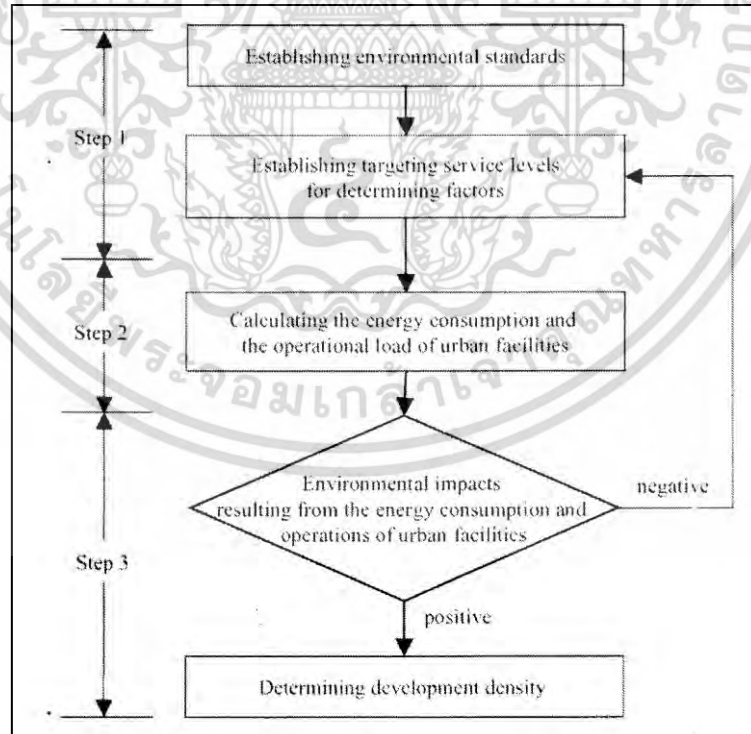 Establishing environmental standards
Step 1
Establishing targeting service levels
for determining factors
Step 2
Calculating the energy consumption and
the operational load of urban facilities
Environmental impacts
resulting from the energy consumption and
operations of urban facilities
negative
Step 3
positive
Determining development density